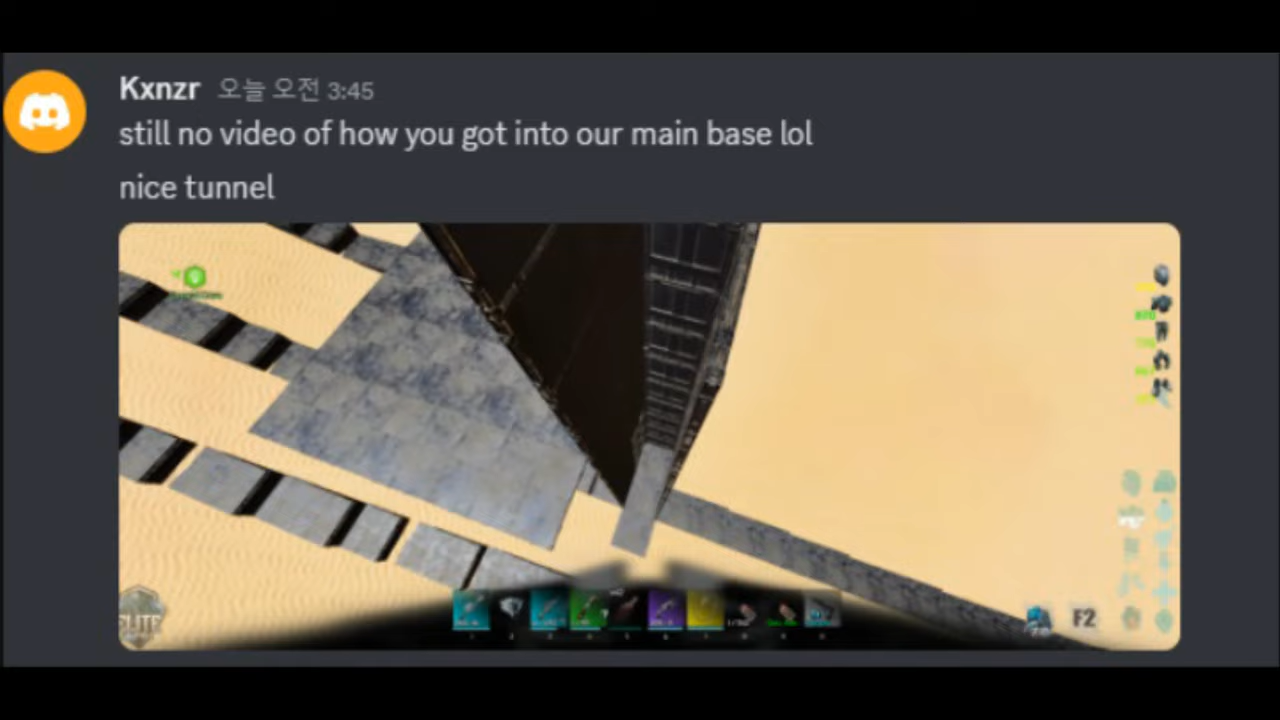 Kxnzr 오늘 오전 3:45
still no video of how you got into our main base lol
nice tunnel
ELITE
F2